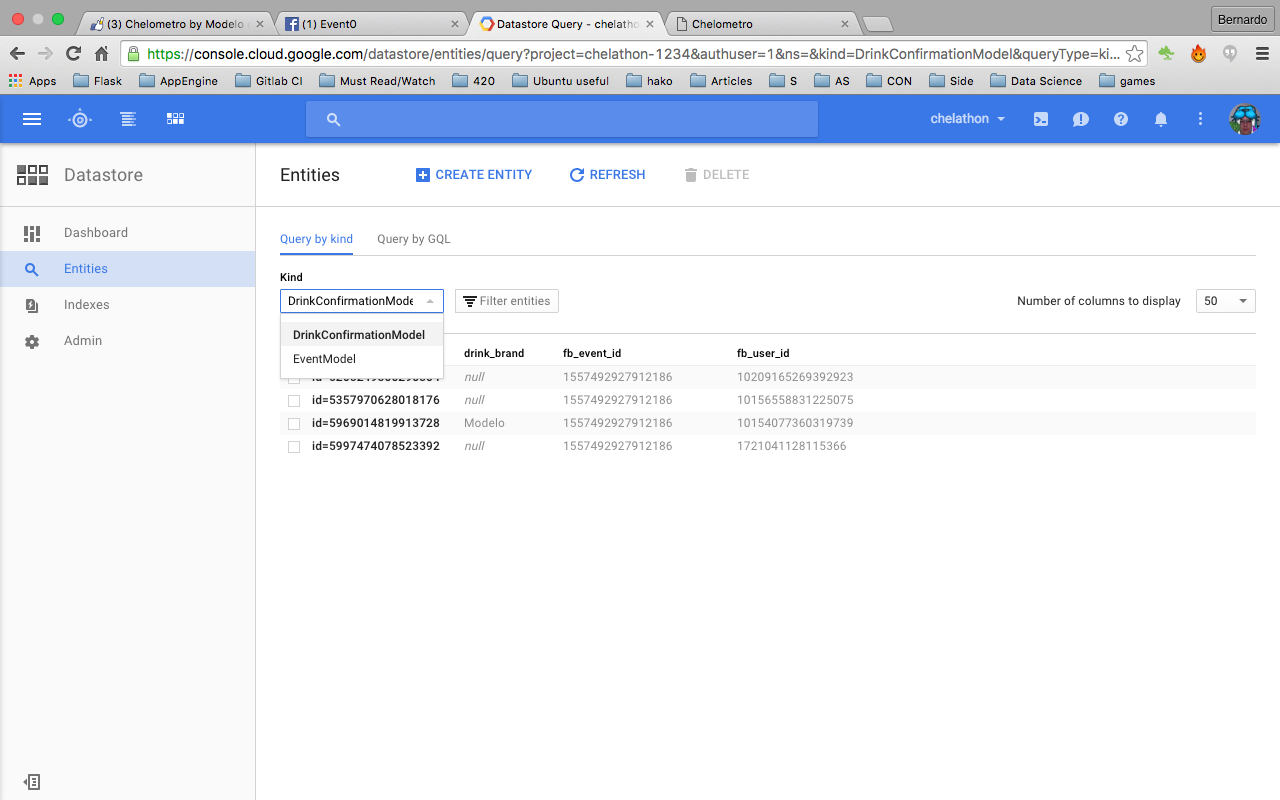 (3) Chelometro by Modelo
(1) Event0
Datastore Query - chelatho
Chelometro
Bernardo
https://console.cloud.google.com/datastore/entities/query?project=chelathon-1234&authuser=1&ns=&kind=DrinkConfirmationModel&queryType=ki...
Apps
Flask
AppEngine
Gitlab CI
Must Read/Watch
420
Ubuntu useful
hako
Articles
S
AS
CON
Side
Data Science
games
chelathon
Datastore
Entities
CREATE ENTITY
REFRESH
DELETE
Dashboard
Entities
Indexes
Admin
Query by kind
Query by GQL
Kind
DrinkConfirmationMode
Filter entities
Number of columns to display
50
DrinkConfirmationModel
EventModel
drink_brand fb_event_id fb_user_id
null 1557492927912186 10209165269392923
id=5357970628018176 null 1557492927912186 10156558831225075
id=5969014819913728 Modelo 1557492927912186 10154077360319739
id=5997474078523392 null 1557492927912186 1721041128115366